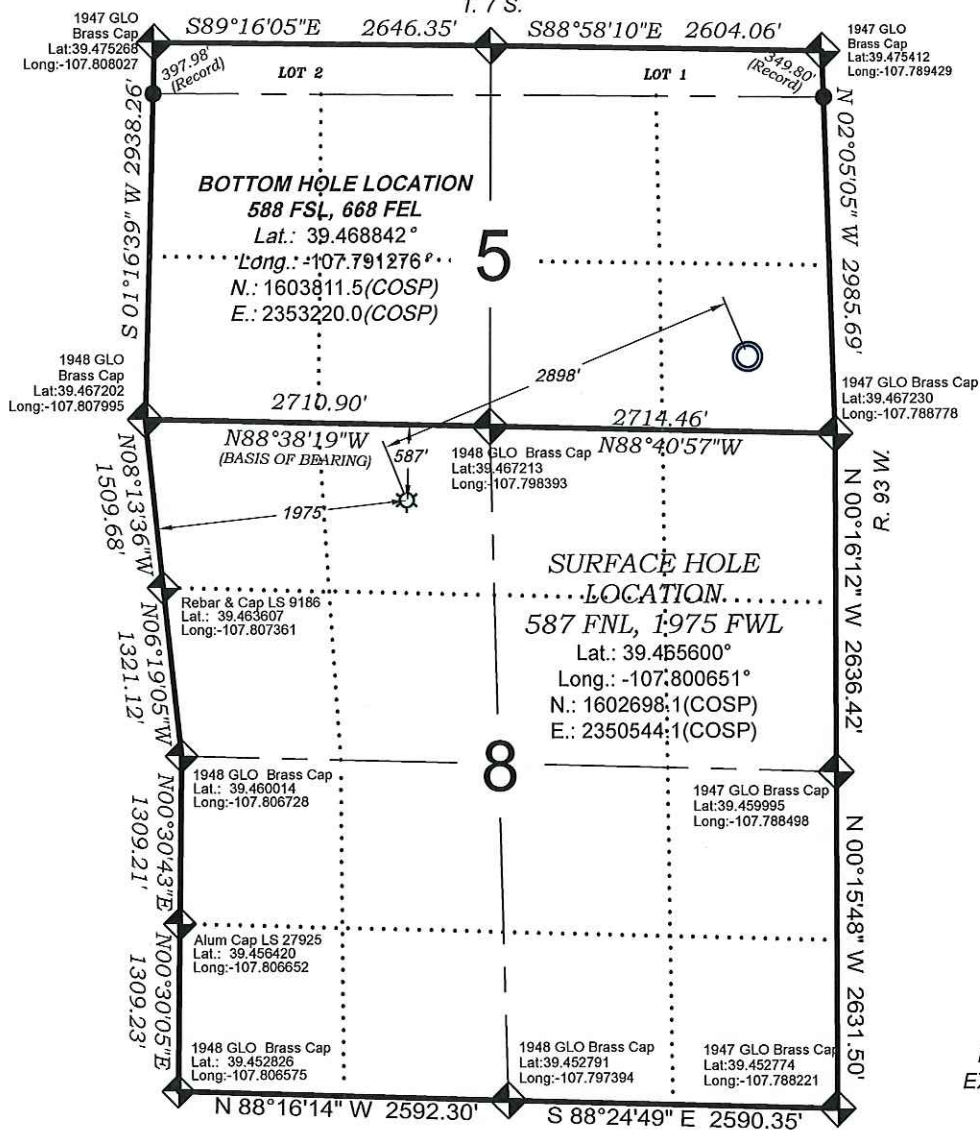 T. 7 S.
1947 GLO
Brass Cap
Lat:39.475268
Long:-107.808027
S89°16'05"E 2646.35' S88°58'10"E 2604.06'
1947 GLO
Brass Cap
Lat:39.475412
Long:-107.789429
397.98'
(Record)
LOT 2
LOT 1
349.80'
(Record)
S 01°16'39" W 2938.26'
N 02°05'05" W 2985.69'
BOTTOM HOLE LOCATION
588 FSL, 668 FEL
Lat.: 39.468842°
Long.: -107.791276°
N.: 1603811.5(COSP)
E.: 2353220.0(COSP)
5
1948 GLO
Brass Cap
Lat:39.467202
Long:-107.807995
2898'
1947 GLO Brass Cap
Lat:39.467230
Long:-107.788778
2710.90'
2714.46'
N88°38'19"W
(BASIS OF BEARING)
587'
1948 GLO Brass Cap
Lat:39.467213
Long:-107.798393
N88°40'57"W
R. 93 W.
N08°13'36"W
1509.68'
1975'
N 00°16'12" W 2636.42'
SURFACE HOLE
LOCATION
587 FNL, 1975 FWL
Lat.: 39.465600°
Long.: -107.800651°
N.: 1602698.1(COSP)
E.: 2350544.1(COSP)
Rebar & Cap LS 9186
Lat.: 39.463607
Long:-107.807361
N06°19'05"W
1321.12'
8
1948 GLO Brass Cap
Lat.: 39.460014
Long:-107.806728
1947 GLO Brass Cap
Lat:39.459995
Long:-107.788498
N00°30'43"E
1309.21'
N 00°15'48" W 2631.50'
Alum Cap LS 27925
Lat.: 39.456420
Long:-107.806652
N00°30'05"E
1309.23'
1948 GLO Brass Cap
Lat.: 39.452826
Long:-107.806575
1948 GLO Brass Cap
Lat:39.452791
Long:-107.797394
1947 GLO Brass Cap
Lat:39.452774
Long:-107.788221
N 88°16'14" W 2592.30' S 88°24'49" E 2590.35'